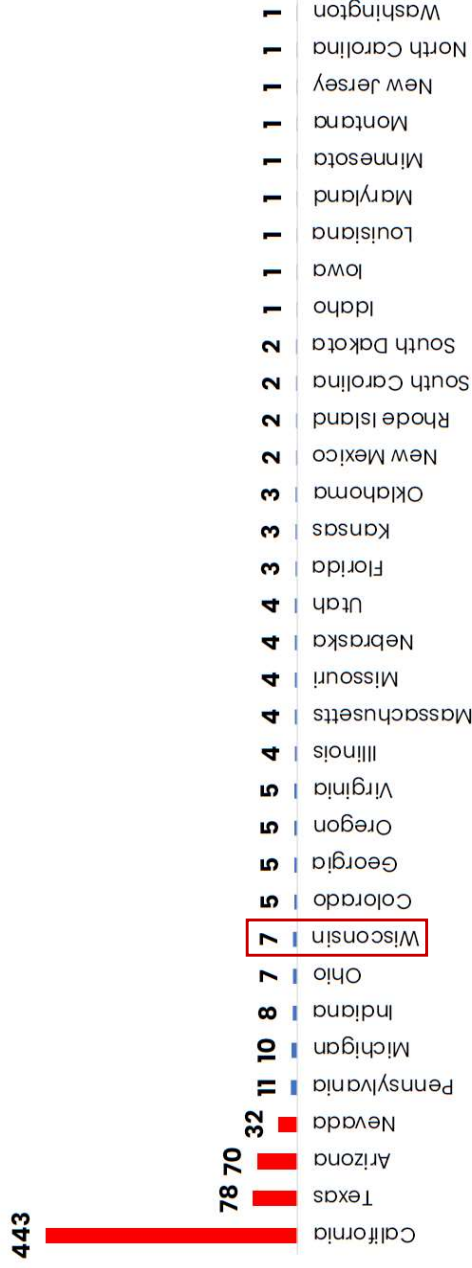 443 California
78 Texas
70 Arizona
32 Nevada
11 Pennsylvania
10 Michigan
8 Indiana
7 Ohio
7 Wisconsin
5 Colorado
5 Georgia
5 Oregon
5 Virginia
4 Illinois
4 Massachusetts
4 Missouri
4 Nebraska
4 Utah
3 Florida
3 Kansas
3 Oklahoma
2 New Mexico
2 Rhode Island
2 South Carolina
2 South Dakota
1 Idaho
1 Iowa
1 Louisiana
1 Maryland
1 Minnesota
1 Montana
1 New Jersey
1 North Carolina
1 Washington